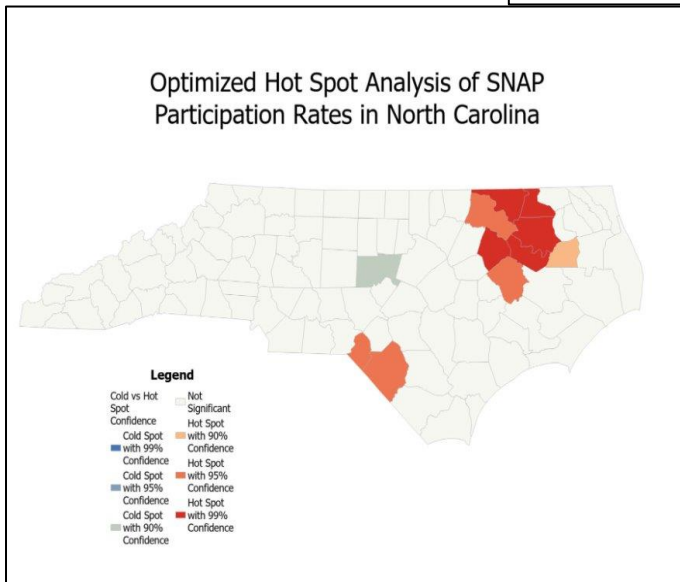 Optimized Hot Spot Analysis of SNAP
Participation Rates in North Carolina
Legend
Cold vs Hot
Spot
Confidence
Cold Spot
with 99%
Confidence
Cold Spot
with 95%
Confidence
Cold Spot
with 90%
Confidence
Not
Significant
Hot Spot
with 90%
Confidence
Hot Spot
with 95%
Confidence
Hot Spot
with 99%
Confidence